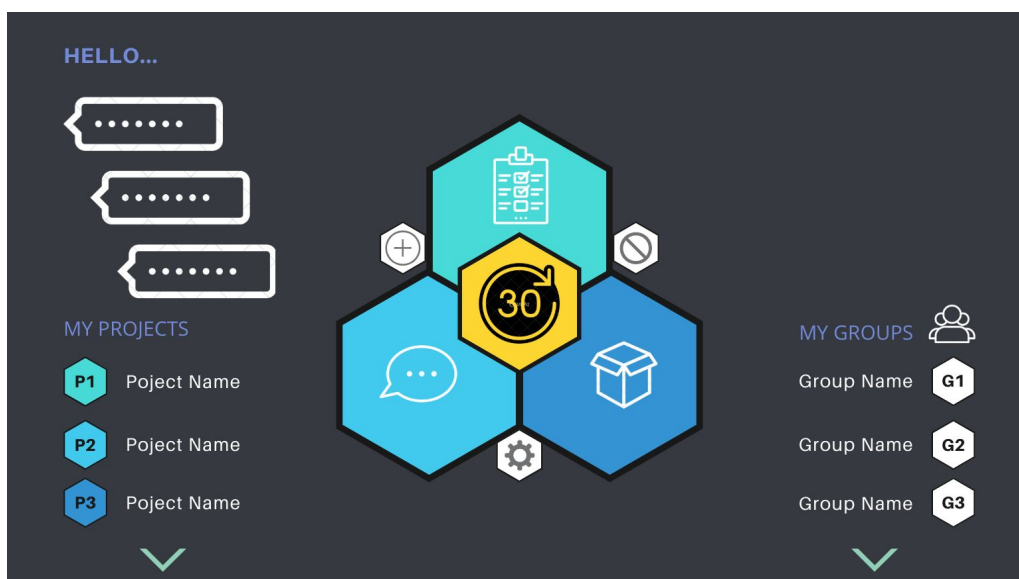 HELLO...
30
MY PROJECTS
P1 Poject Name
P2 Poject Name
P3 Poject Name
MY GROUPS
Group Name G1
Group Name G2
Group Name G3